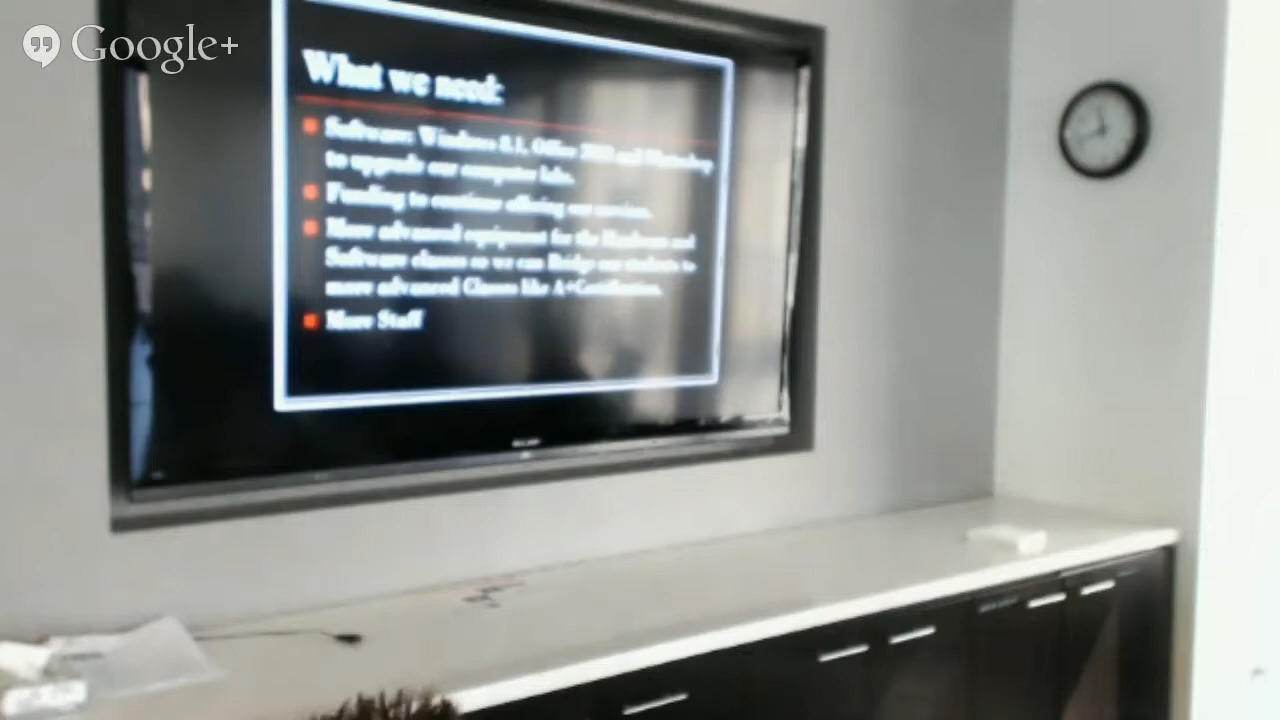 Google+
What we need:
Software: Windows 8.1, Office and Photoshop
to upgrade our computer labs.
Funding to continue offering our services.
More advanced equipment for the Hardware and
Software classes so we can Bridge our students to
more advanced Classes like A+Certification.
More Staff